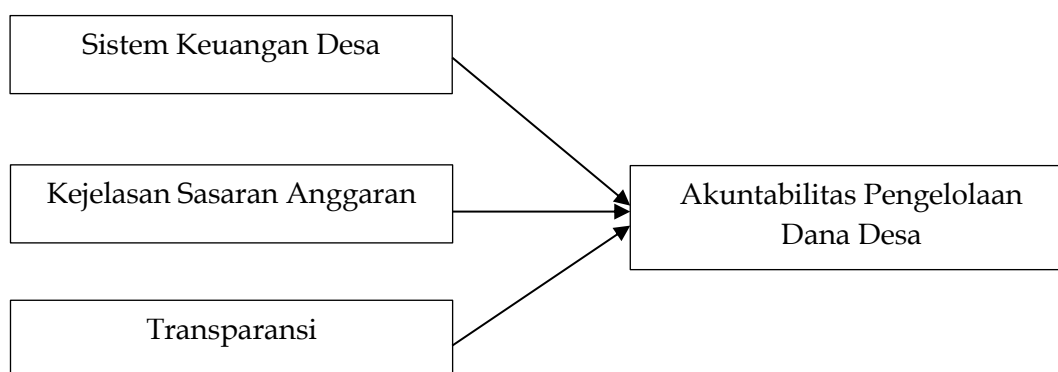 Sistem Keuangan Desa
Kejelasan Sasaran Anggaran
Akuntabilitas Pengelolaan
Dana Desa
Transparansi